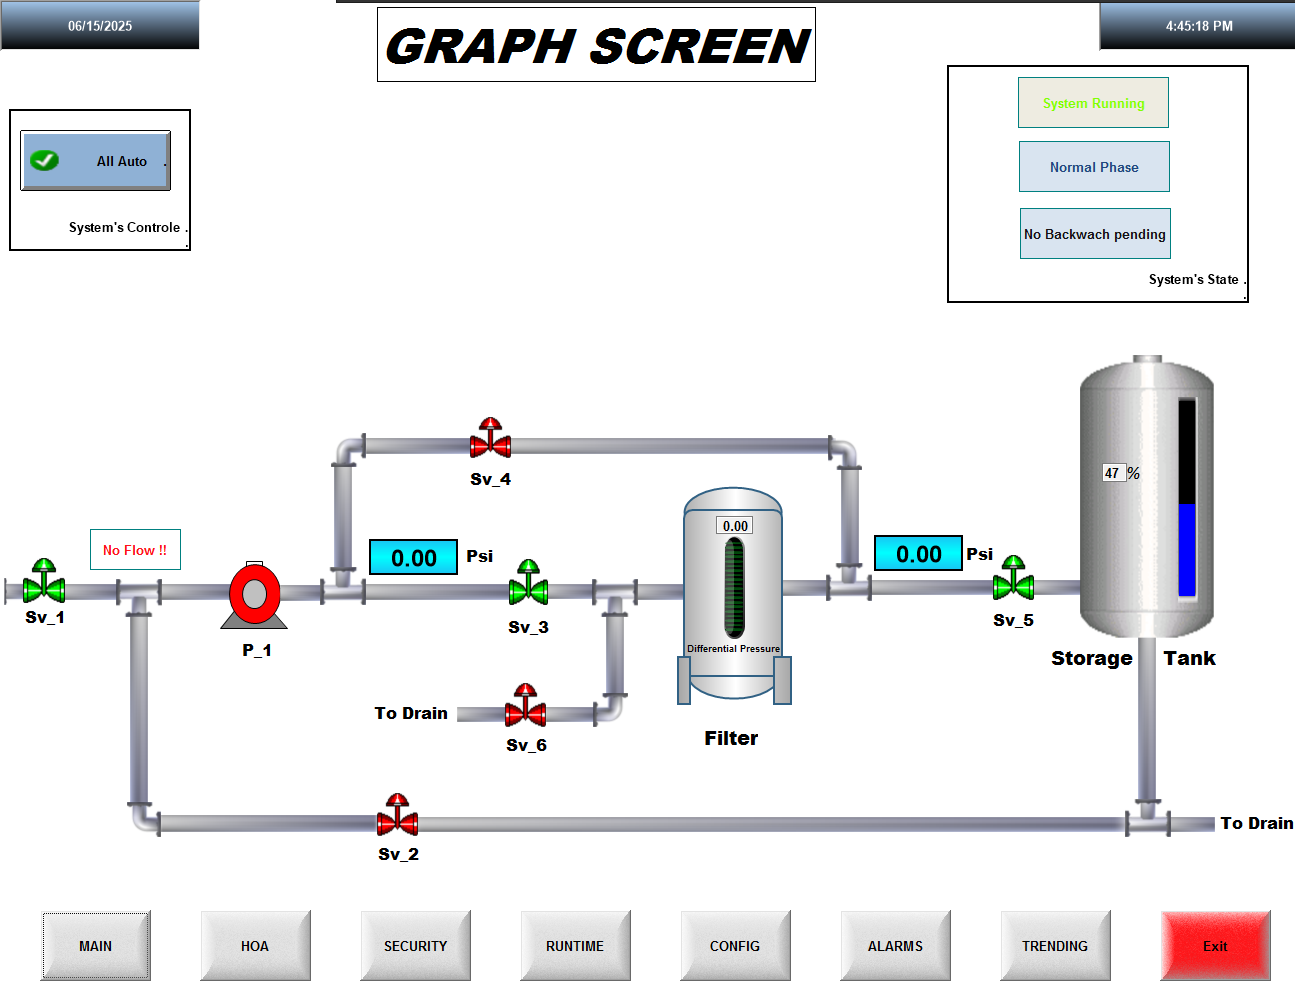 06/15/2025
GRAPH SCREEN
4:45:18 PM
All Auto .
System's Controle .
.
System Running
Normal Phase
No Backwach pending
System's State .
.
Sv_4
47 %
No Flow !!
0.00 Psi
0.00
0.00 Psi
Sv_1
Sv_3
Sv_5
P_1
Differential Pressure
Storage Tank
To Drain
Sv_6
Filter
To Drain
Sv_2
MAIN
HOA
SECURITY
RUNTIME
CONFIG
ALARMS
TRENDING
Exit